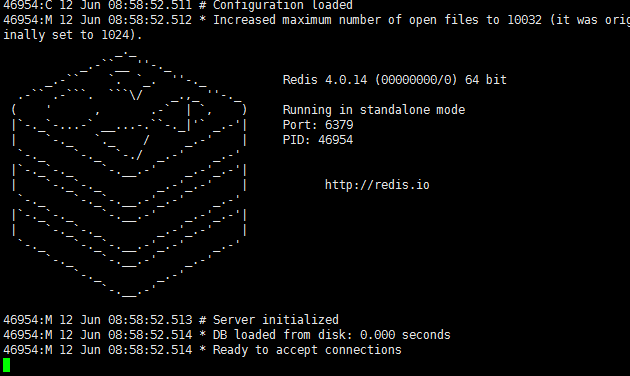 46954:C 12 Jun 08:58:52.511 # Configuration loaded
46954:M 12 Jun 08:58:52.512 * Increased maximum number of open files to 10032 (it was orig
inally set to 1024).
Redis 4.0.14 (00000000/0) 64 bit
Running in standalone mode
Port: 6379
PID: 46954
http://redis.io
46954:M 12 Jun 08:58:52.513 # Server initialized
46954:M 12 Jun 08:58:52.514 * DB loaded from disk: 0.000 seconds
46954:M 12 Jun 08:58:52.514 * Ready to accept connections